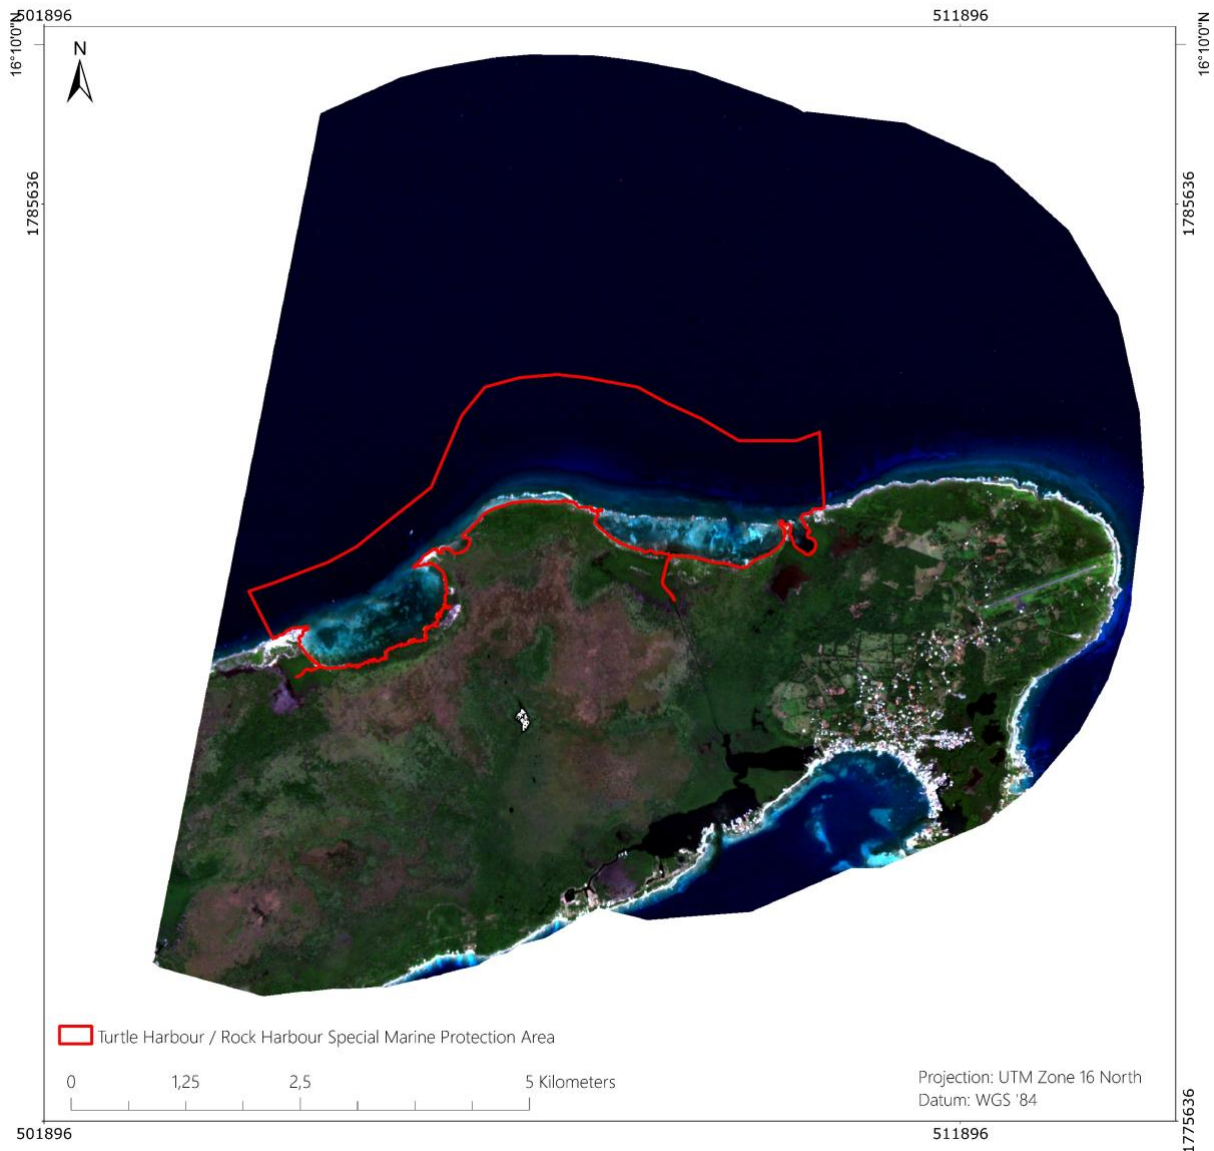 501896
511896
16°10'0"N
16°10'0"N
N
1785636
1785636
Turtle Harbour / Rock Harbour Special Marine Protection Area
0 1,25 2,5 5 Kilometers
Projection: UTM Zone 16 North
Datum: WGS '84
1775636
501896
511896